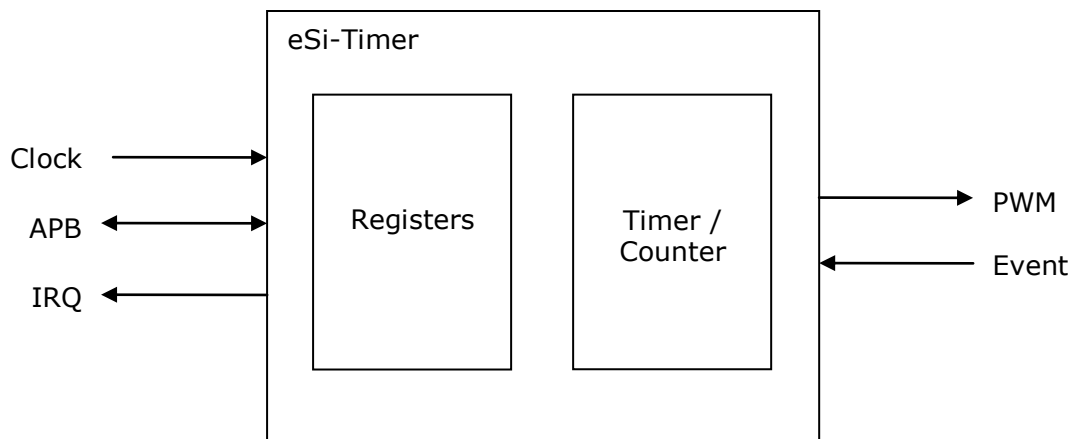 eSi-Timer
Clock
APB
IRQ
Registers
Timer /
Counter
PWM
Event